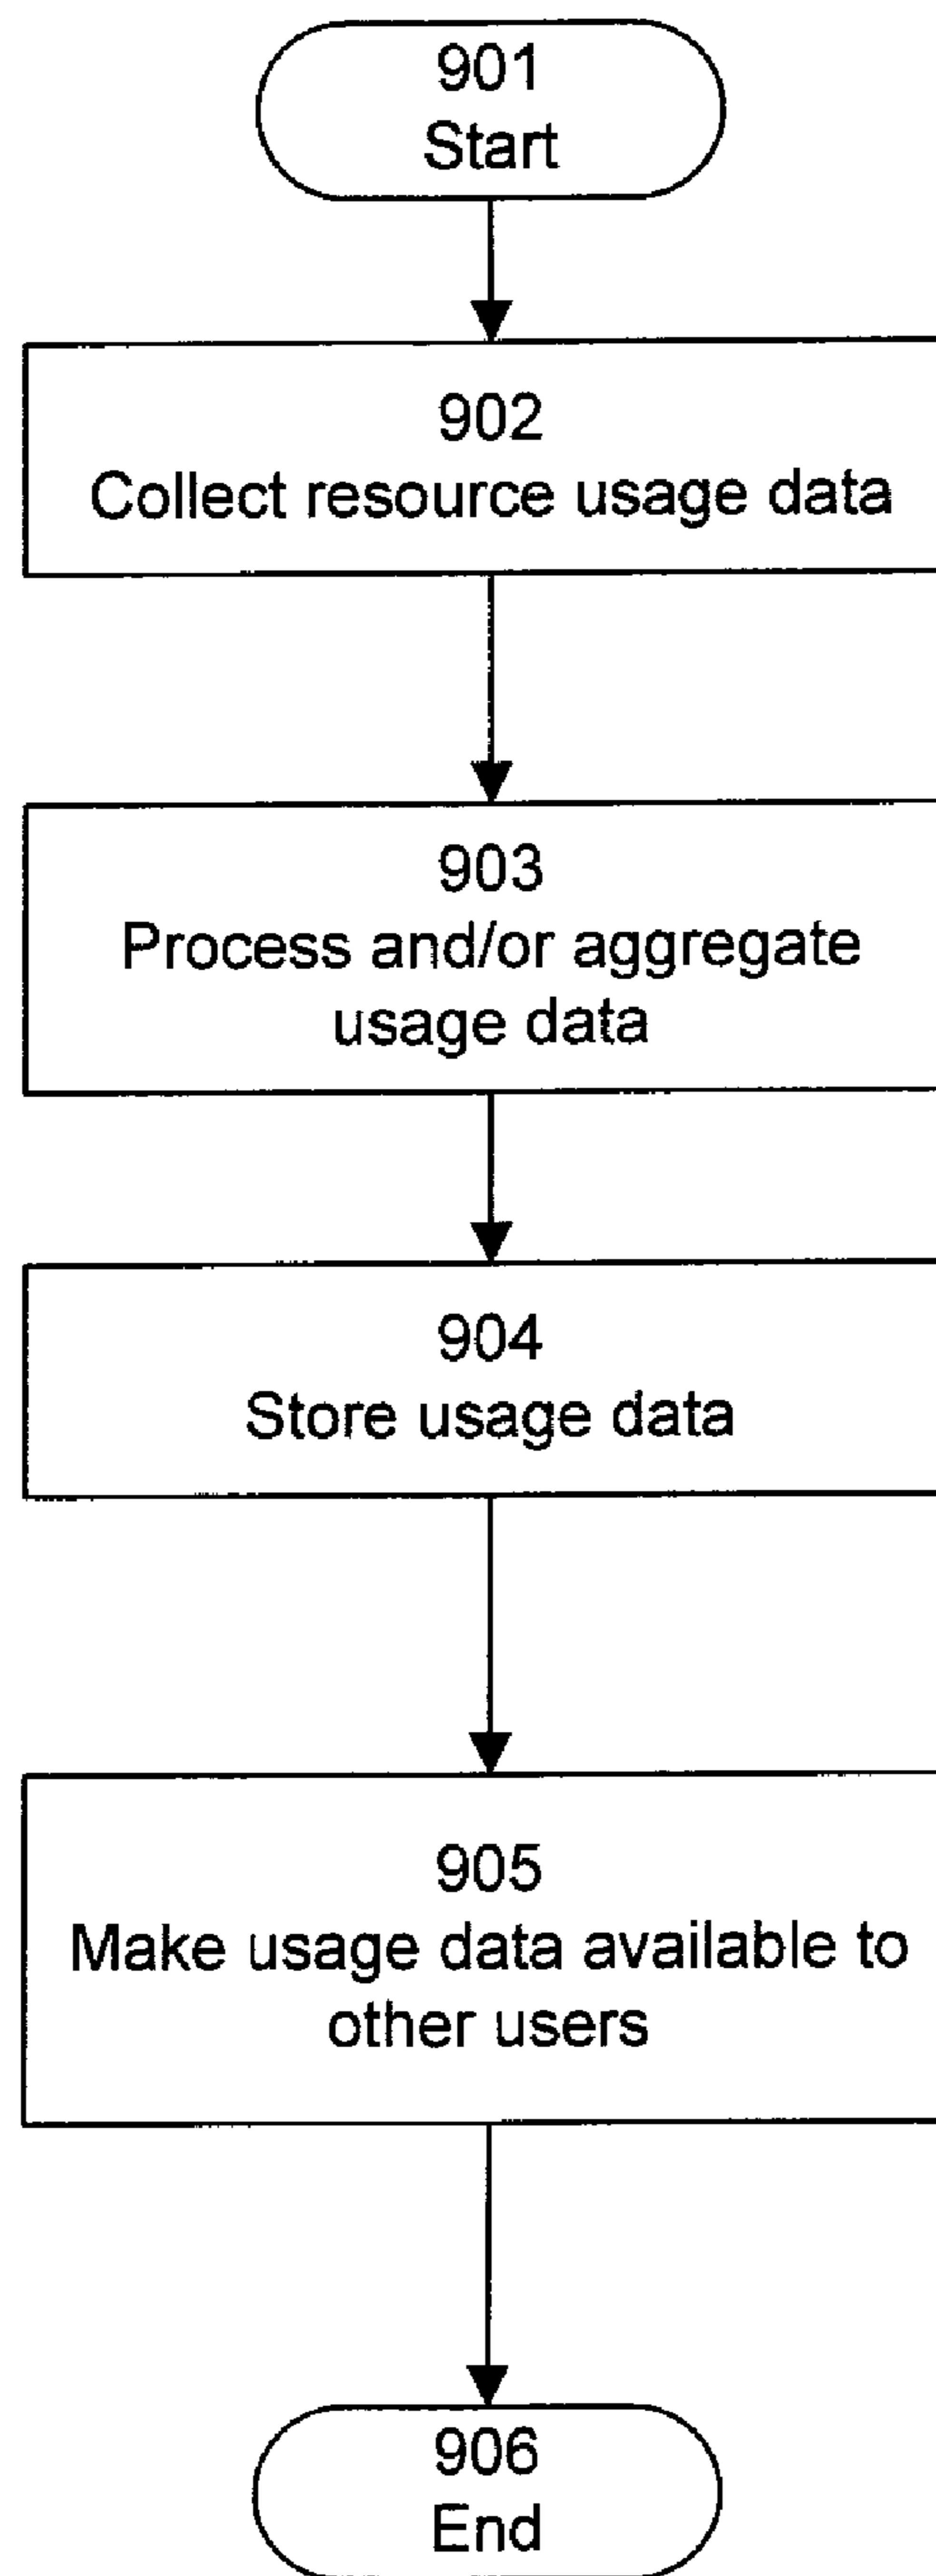 901
Start
902
Collect resource usage data
903
Process and/or aggregate
usage data
904
Store usage data
905
Make usage data available to
other users
906
End